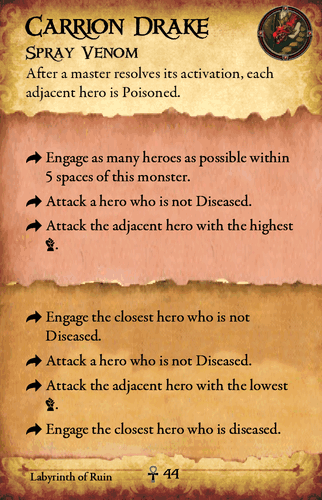 Carrion Drake
Spray Venom
After a master resolves its activation, each
adjacent hero is Poisoned.
Engage as many heroes as possible within
5 spaces of this monster.
Attack a hero who is not Diseased.
Attack the adjacent hero with the highest
.
Engage the closest hero who is not
Diseased.
Attack a hero who is not Diseased.
Attack the adjacent hero with the lowest
.
Engage the closest hero who is diseased.
Labyrinth of Ruin 44